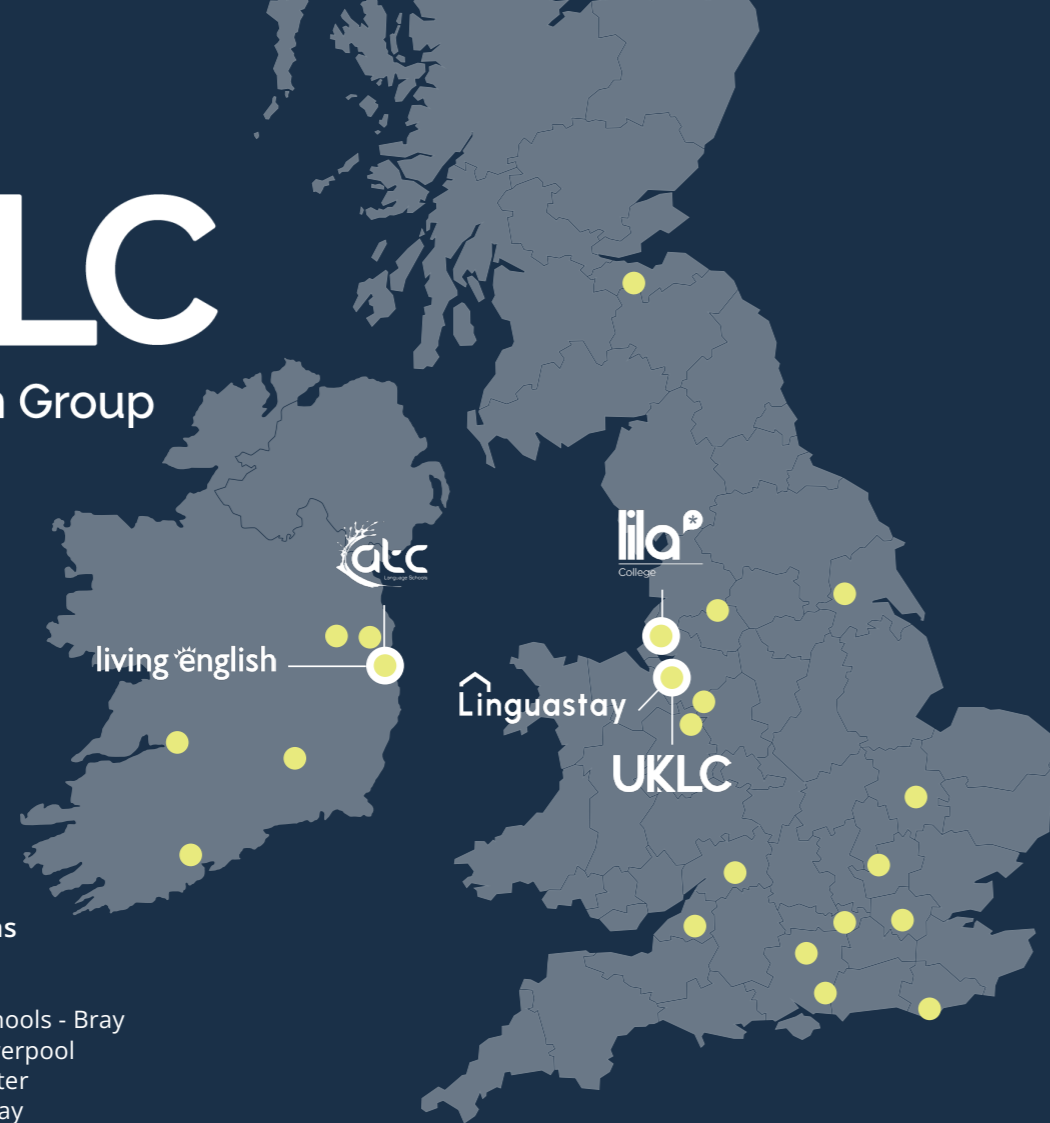 LC
n Group
atc
Language Schools
lila*
College
living english
Linguastay
UKLC
ns
hools - Bray
erpool
ter
ay